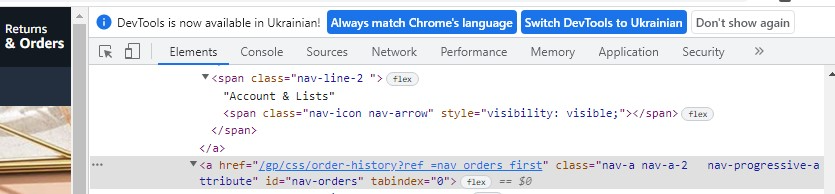 Returns
& Orders
DevTools is now available in Ukrainian! Always match Chrome's language Switch DevTools to Ukrainian Don't show again
Elements Console Sources Network Performance Memory Application Security »
▼<span class="nav-line-2 "> flex
"Account & Lists"
<span class="nav-icon nav-arrow" style="visibility: visible;"></span> flex
</span>
</a>
… ▼<a href="/gp/css/order-history?ref_=nav_orders_first" class="nav-a nav-a-2   nav-progressive-a
ttribute" id="nav-orders" tabindex="0"> flex == $0